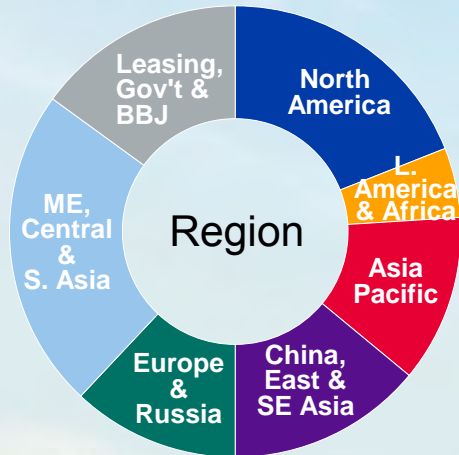 Leasing,
Gov't &
BBJ
North
America
L.
America
& Africa
ME,
Central
&
S. Asia
Region
Asia
Pacific
Europe
&
Russia
China,
East &
SE Asia